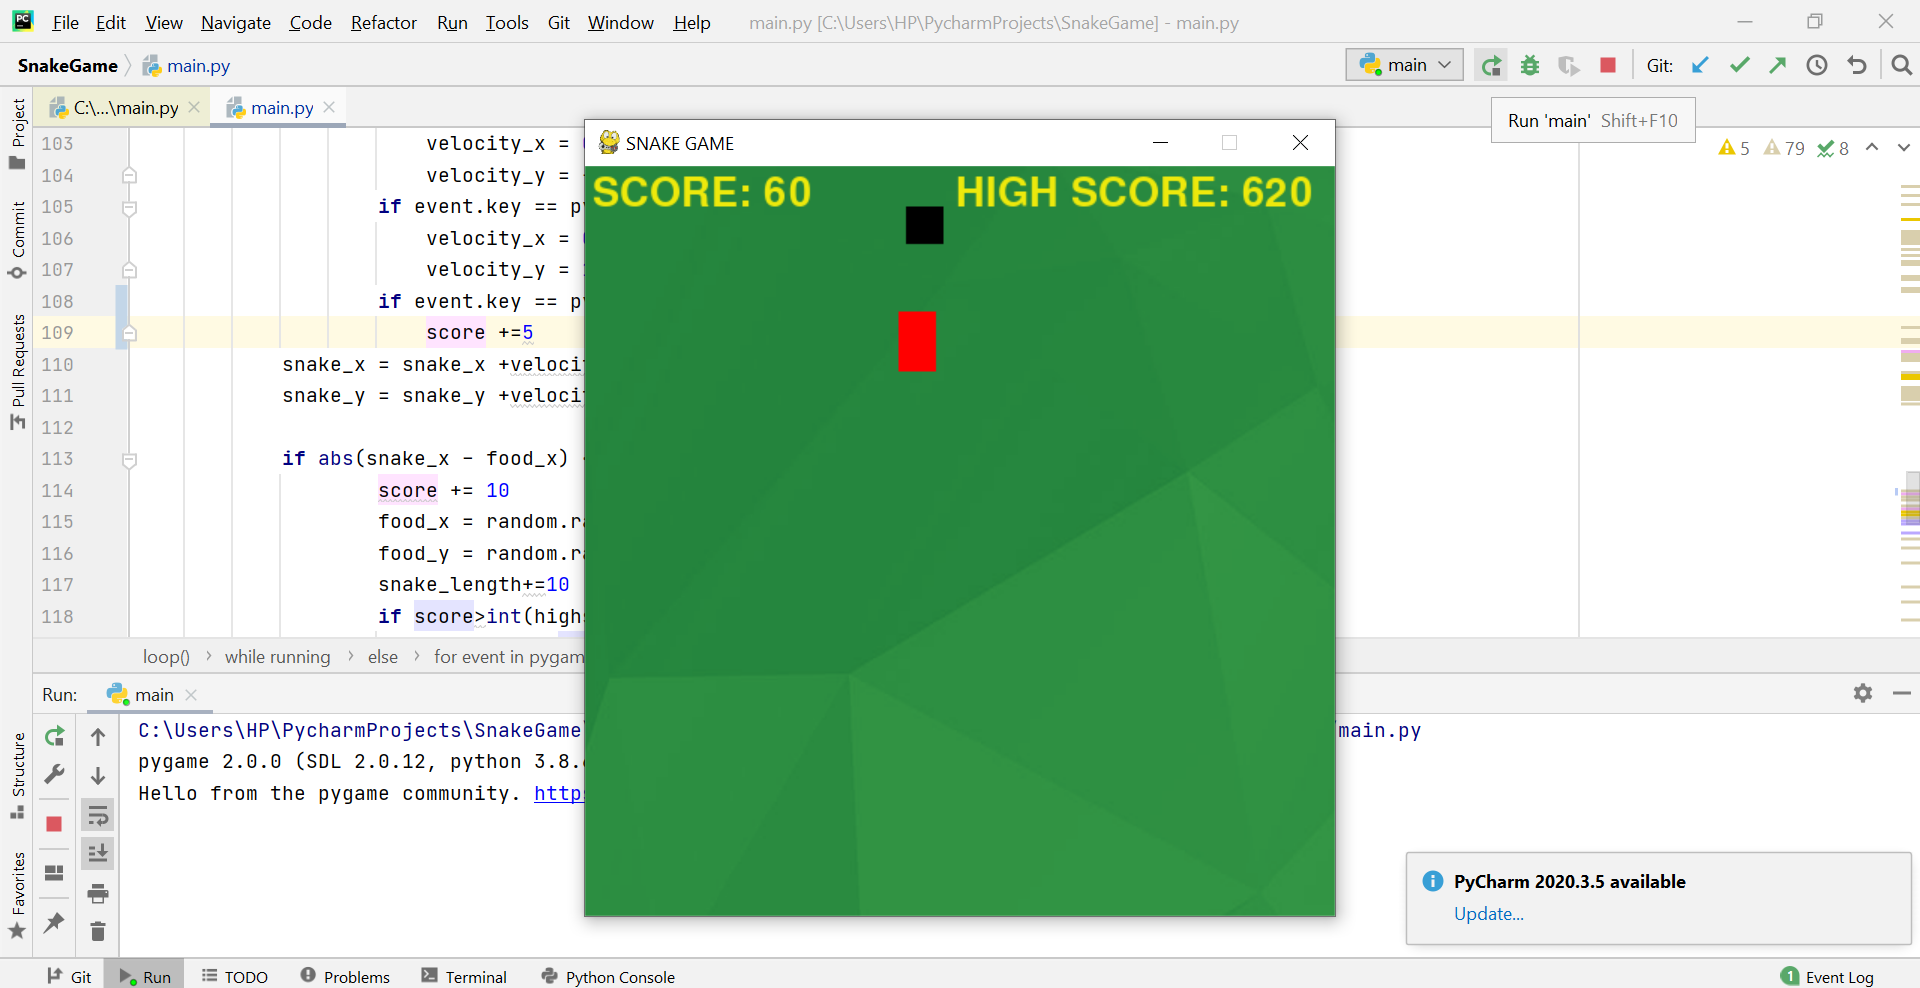 File Edit View Navigate Code Refactor Run Tools Git Window Help main.py [C:\Users\HP\PycharmProjects\SnakeGame] - main.py
SnakeGame main.py main Git:
C:\...\main.py main.py
Run 'main' Shift+F10
5 79 8
Project
Commit
Pull Requests
Structure
Favorites
103 velocity_x =
104 velocity_y =
105 if event.key ==
106 velocity_x =
107 velocity_y =
108 if event.key ==
109 score +=5
110 snake_x = snake_x +
111 snake_y = snake_y +
112
113 if abs(snake_x - food_x)
114 score += 10
115 food_x =
116 food_y =
117 snake_length+=10
118 if score>int(
SNAKE GAME
SCORE: 60 HIGH SCORE: 620
loop() while running else for event in
Run: main
C:\Users\HP\PycharmProjects\SnakeGame main.py
pygame 2.0.0 (SDL 2.0.12, python 3.8.
Hello from the pygame community.
PyCharm 2020.3.5 available
Update...
Git Run TODO Problems Terminal Python Console 1 Event Log